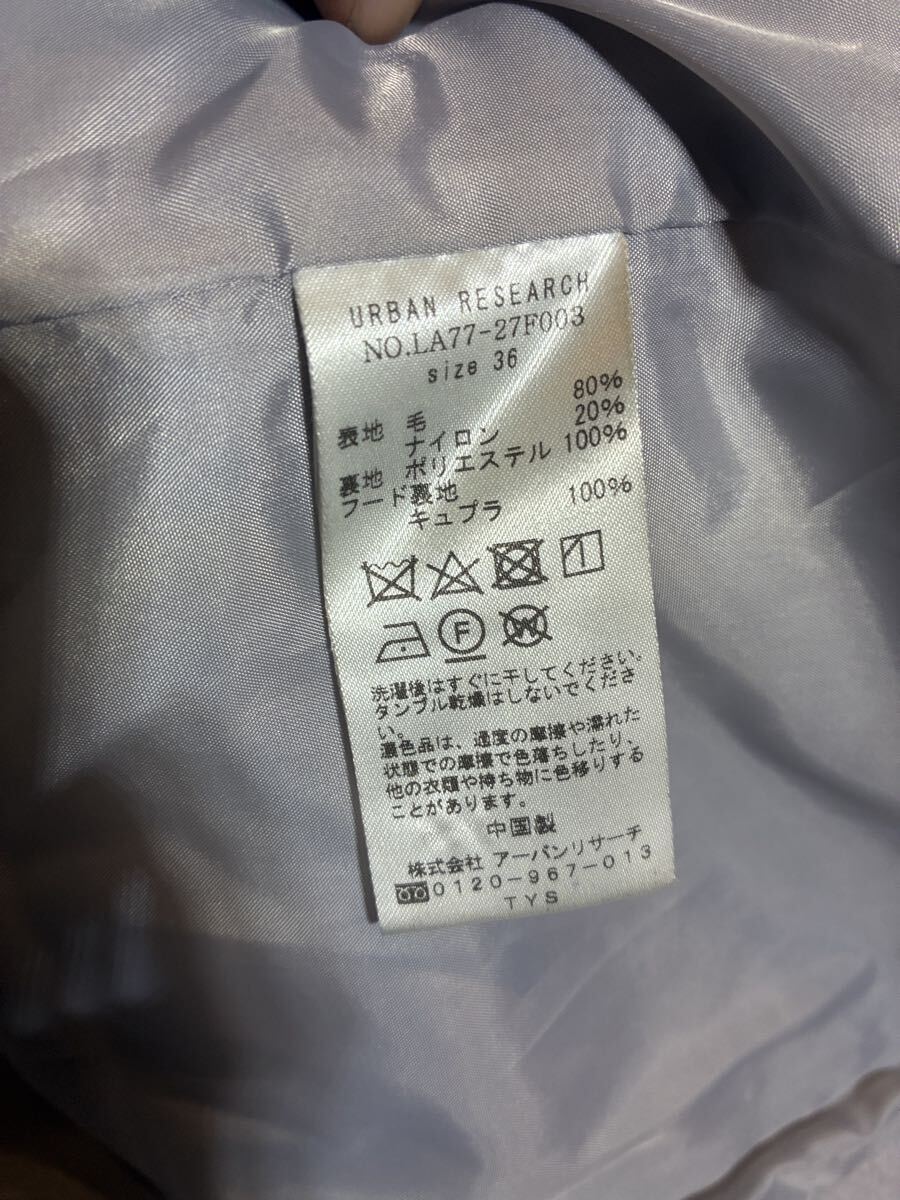 URBAN RESEARCH
NO.LA77-27F003
size 36
表地 毛 80%
ナイロン 20%
裏地 ポリエステル 100%
フード裏地
キュプラ 100%
F
W
洗濯後はすぐに干してください。
タンブル乾燥はしないでくださ
い。
濃色品は、過度の摩擦や濡れた
状態での摩擦で色落ちしたり、
他の衣類や持ち物に色移りする
ことがあります。
中国製
株式会社 アーバンリサーチ
0120-967-013
TYS